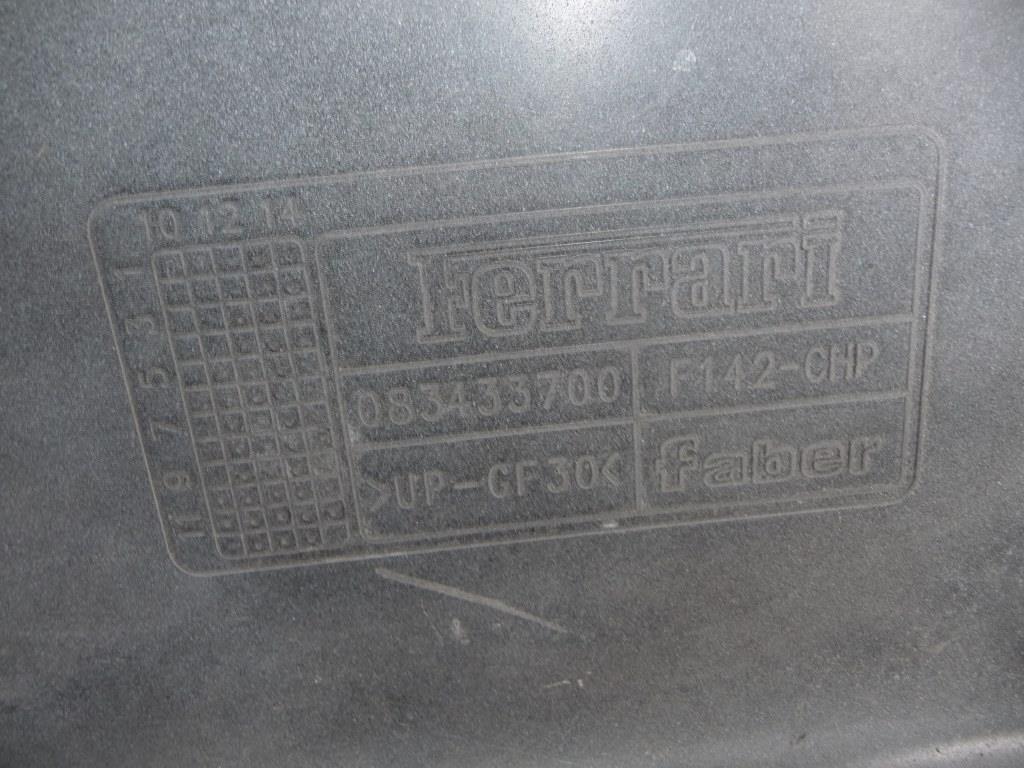 10 12 14
1
3
5
7
9
11
Ferrari
083433700
F142-CHP
>UP-GF30<
faber